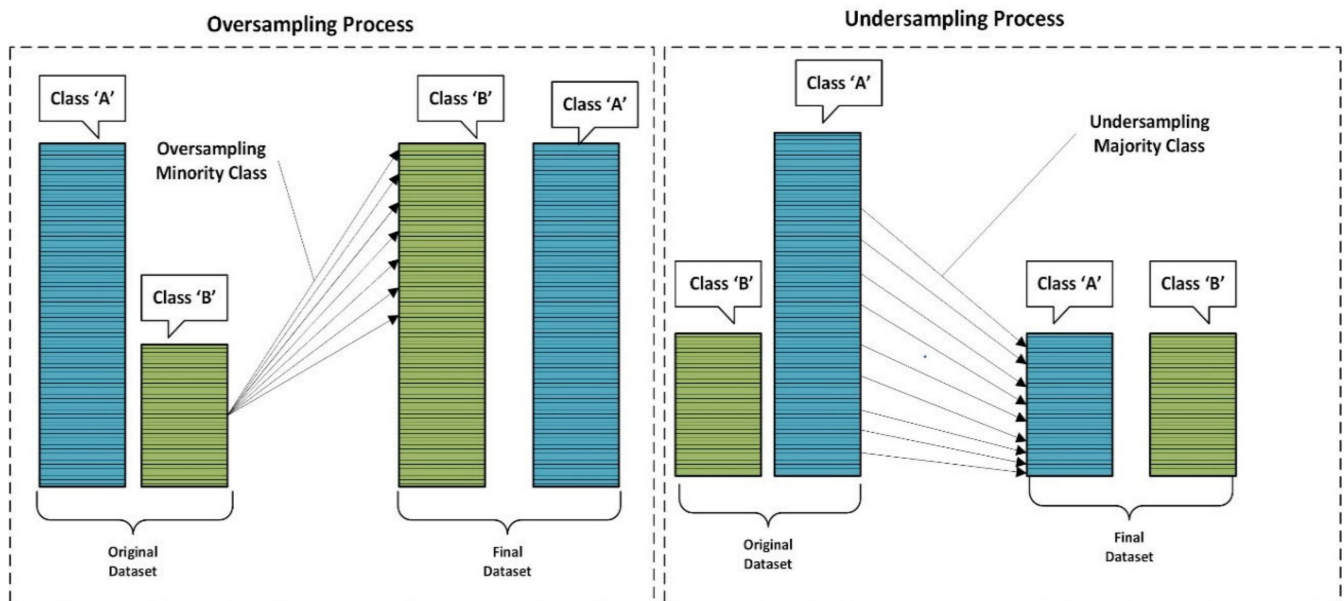 Oversampling Process
Class ‘A’
Class ‘B’
Class ‘A’
Oversampling
Minority Class
Class ‘B’
Original
Dataset
Final
Dataset
Undersampling Process
Class ‘A’
Undersampling
Majority Class
Class ‘B’
Class ‘A’
Class ‘B’
Original
Dataset
Final
Dataset